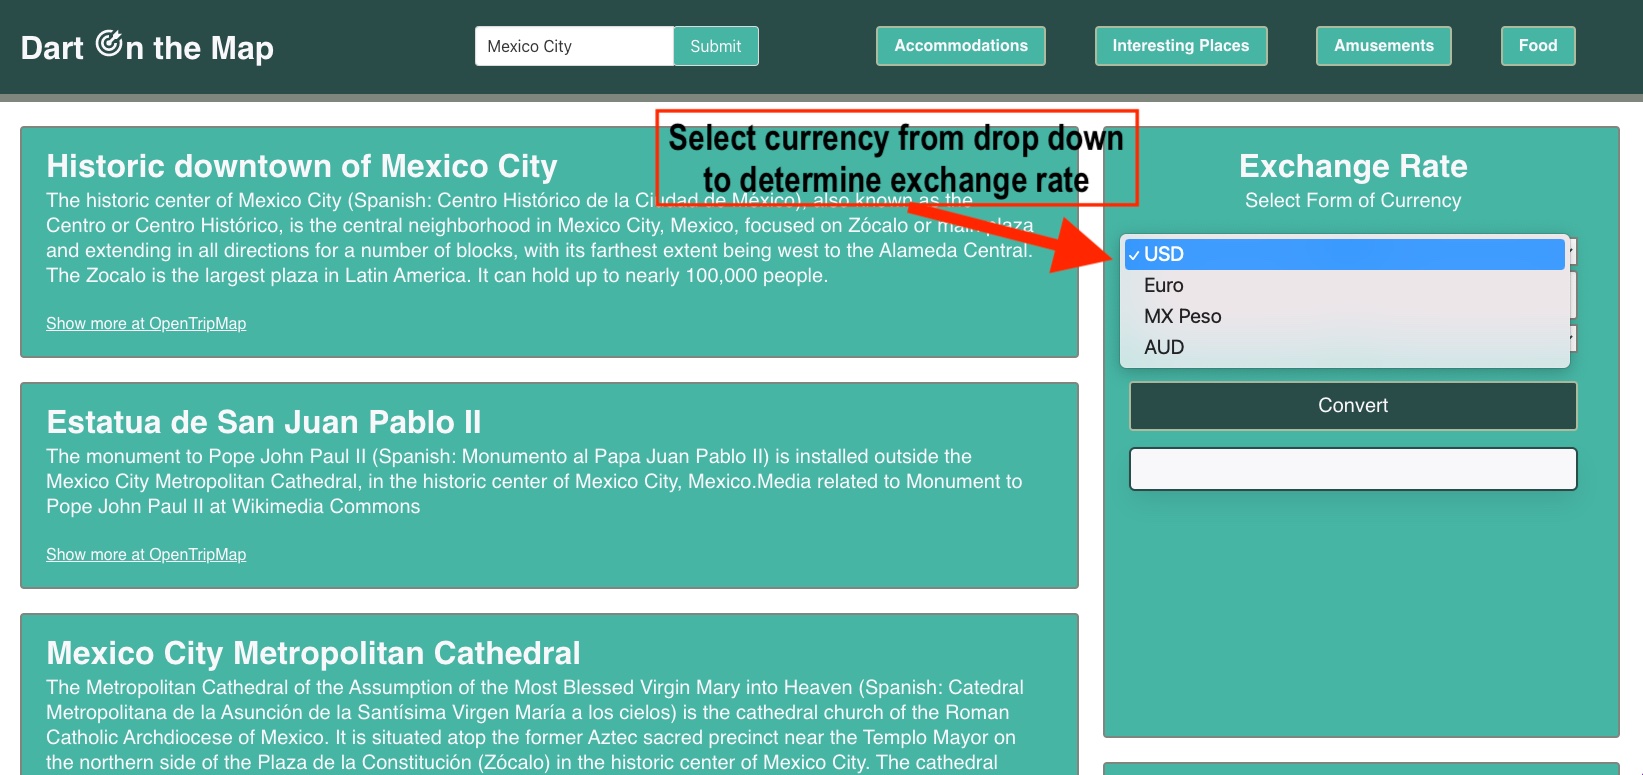 Dart On the Map
Mexico City
Submit
Accommodations
Interesting Places
Amusements
Food
Select currency from drop down
to determine exchange rate
Historic downtown of Mexico City
The historic center of Mexico City (Spanish: Centro Histórico de la Ciudad de México), also known as the
Centro or Centro Histórico, is the central neighborhood in Mexico City, Mexico, focused on Zócalo or main plaza
and extending in all directions for a number of blocks, with its farthest extent being west to the Alameda Central.
The Zocalo is the largest plaza in Latin America. It can hold up to nearly 100,000 people.
Show more at OpenTripMap
Estatua de San Juan Pablo II
The monument to Pope John Paul II (Spanish: Monumento al Papa Juan Pablo II) is installed outside the
Mexico City Metropolitan Cathedral, in the historic center of Mexico City, Mexico.Media related to Monument to
Pope John Paul II at Wikimedia Commons
Show more at OpenTripMap
Mexico City Metropolitan Cathedral
The Metropolitan Cathedral of the Assumption of the Most Blessed Virgin Mary into Heaven (Spanish: Catedral
Metropolitana de la Asunción de la Santísima Virgen María a los cielos) is the cathedral church of the Roman
Catholic Archdiocese of Mexico. It is situated atop the former Aztec sacred precinct near the Templo Mayor on
the northern side of the Plaza de la Constitución (Zócalo) in the historic center of Mexico City. The cathedral
Exchange Rate
Select Form of Currency
✓ USD
Euro
MX Peso
AUD
Convert